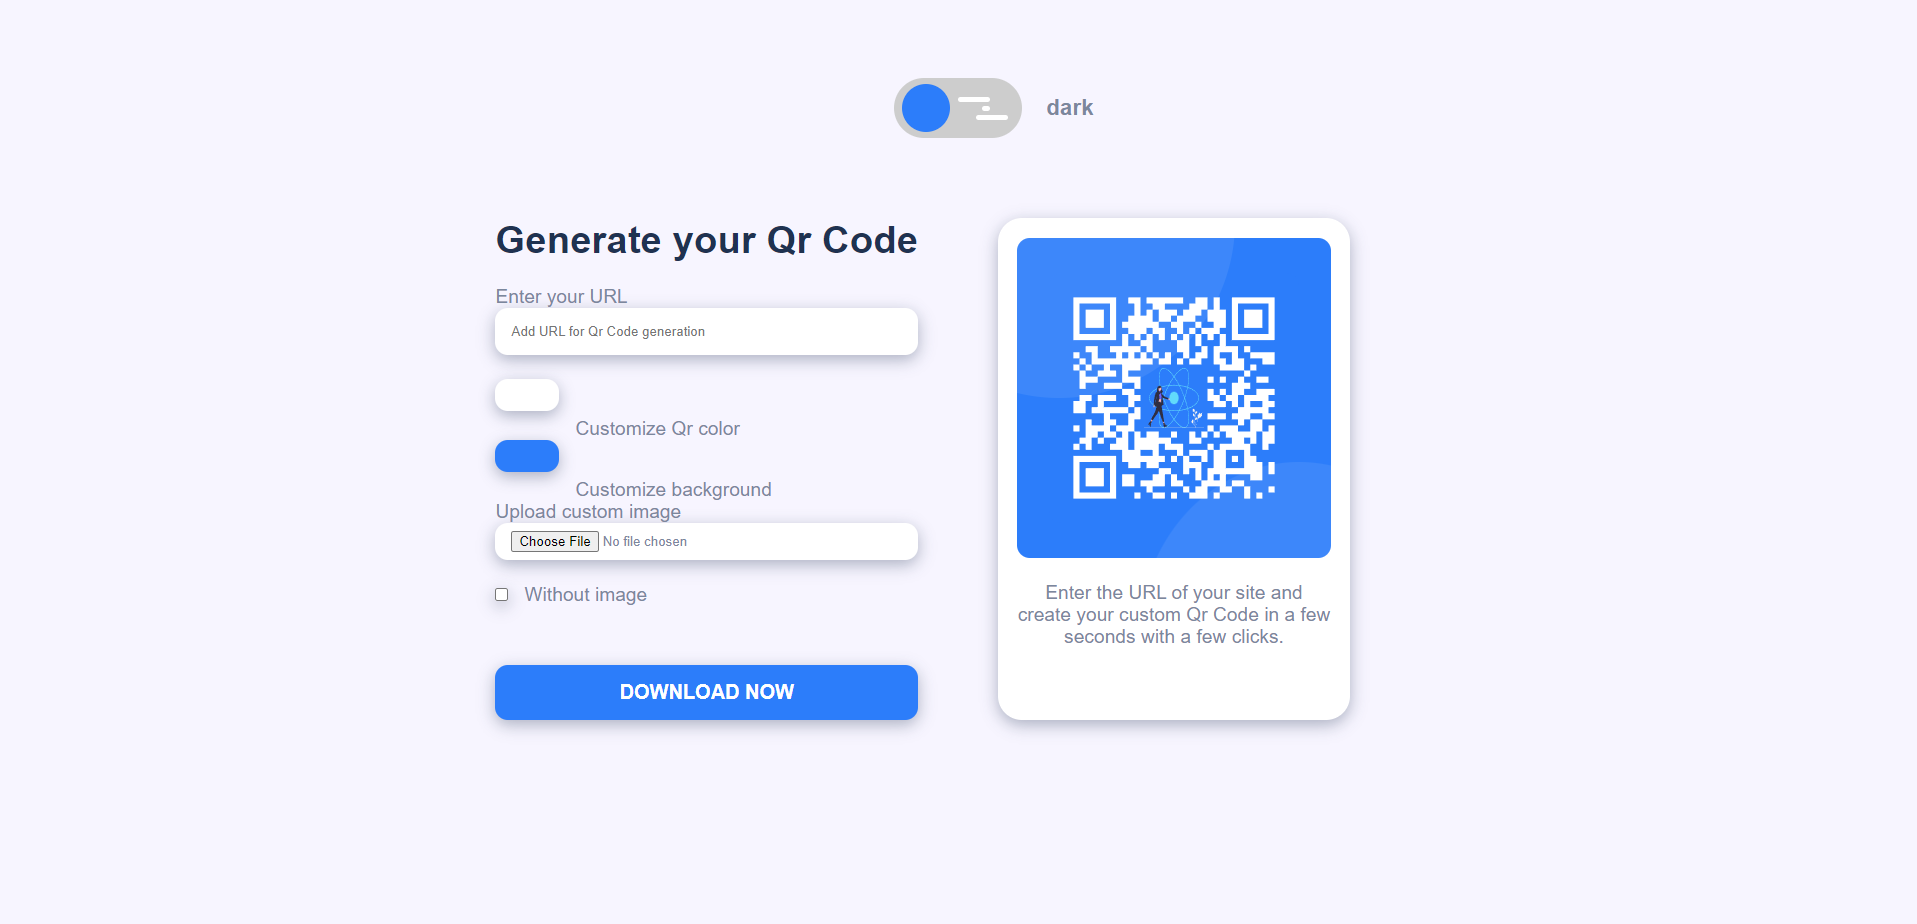 dark
Generate your Qr Code
Enter your URL
Add URL for Qr Code generation
Customize Qr color
Customize background
Upload custom image
Choose File No file chosen
Without image
DOWNLOAD NOW
Enter the URL of your site and
create your custom Qr Code in a few
seconds with a few clicks.